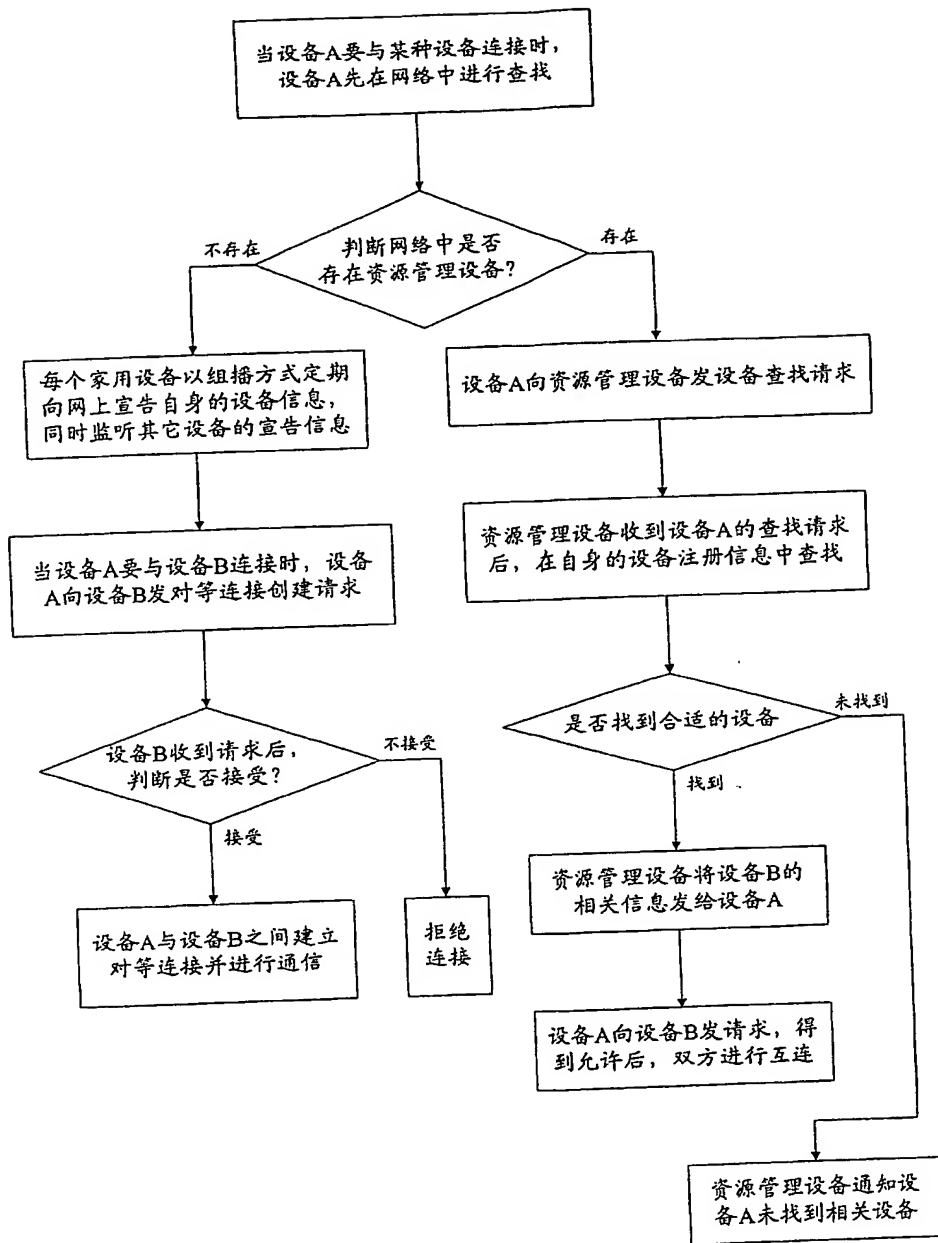 当设备A要与某种设备连接时，
设备A先在网络中进行查找
判断网络中是否
存在资源管理设备？
不存在
存在
每个家用设备以组播方式定期
向网上宣告自身的设备信息，
同时监听其它设备的宣告信息
当设备A要与设备B连接时，设备
A向设备B发对等连接创建请求
设备B收到请求后，
判断是否接受？
不接受
接受
设备A与设备B之间建立
对等连接并进行通信
拒绝
连接
设备A向资源管理设备发设备查找请求
资源管理设备收到设备A的查找请求
后，在自身的设备注册信息中查找
是否找到合适的设备
未找到
找到
资源管理设备将设备B的
相关信息发给设备A
设备A向设备B发请求，得
到允许后，双方进行互连
资源管理设备通知设
备A未找到相关设备